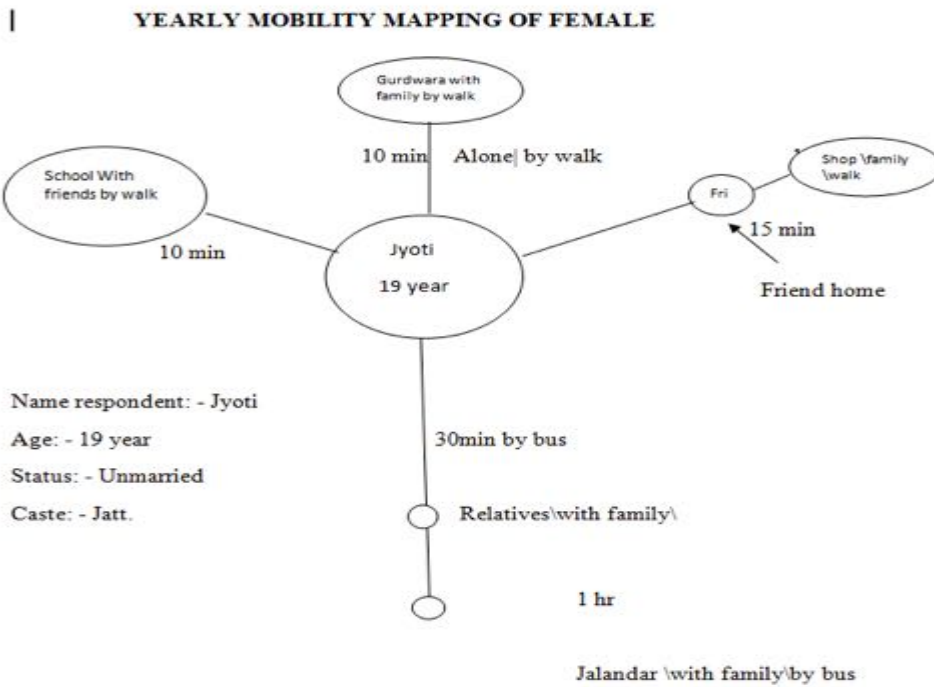 YEARLY MOBILITY MAPPING OF FEMALE
Gurdwara with
family by walk
10 min
Alone| by walk
School With
friends by walk
10 min
Shop \family
\walk
Fri
15 min
Friend home
Jyoti
19 year
Name respondent: - Jyoti
Age: - 19 year
Status: - Unmarried
Caste: - Jatt.
30min by bus
Relatives\with family\
1 hr
Jalandar \with family\by bus